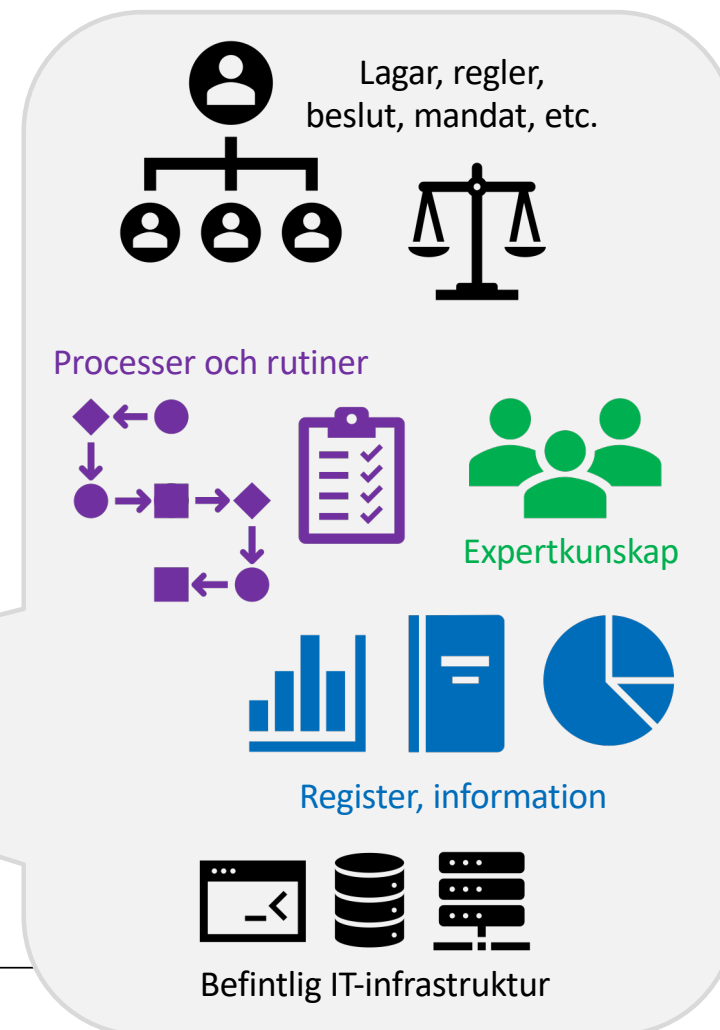 Lagar, regler,
beslut, mandat, etc.
Processer och rutiner
Expertkunskap
Register, information
Befintlig IT-infrastruktur